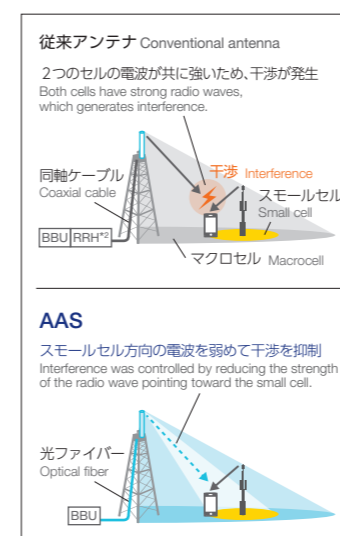 従来アンテナ Conventional antenna
2つのセルの電波が共に強いため、干渉が発生
Both cells have strong radio waves,
which generates interference.
干渉 Interference
同軸ケーブル
Coaxial cable
スモールセル
Small cell
BBU RRH*2
マクロセル Macrocell
AAS
スモールセル方向の電波を弱めて干渉を抑制
Interference was controlled by reducing the strength
of the radio wave pointing toward the small cell.
光ファイバー
Optical fiber
BBU